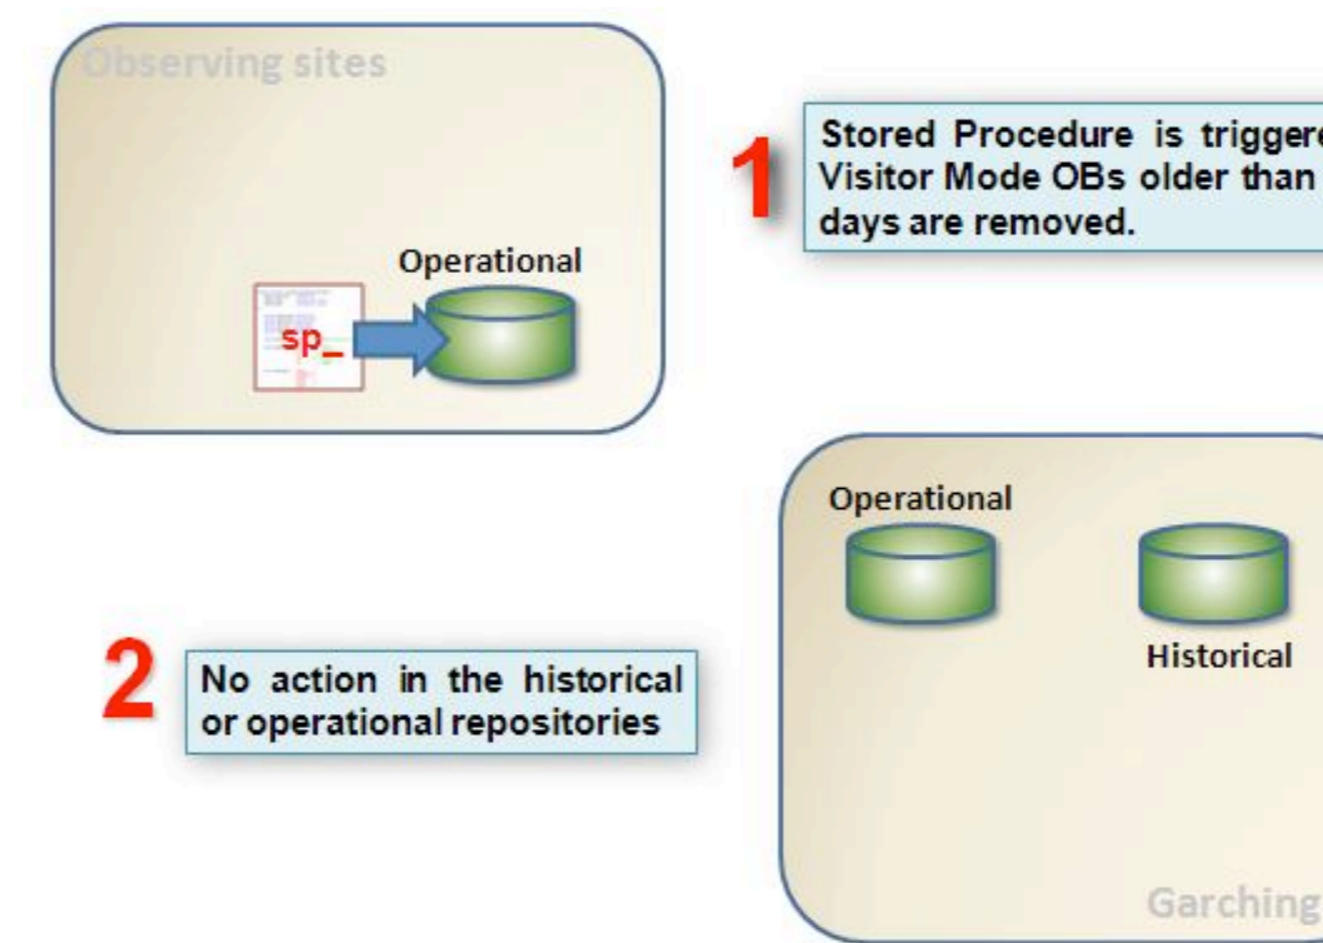 Observing sites
1
Stored Procedure is triggere
Visitor Mode OBs older than
days are removed.
Operational
sp_
Operational
Historical
2
No action in the historical
or operational repositories
Garching